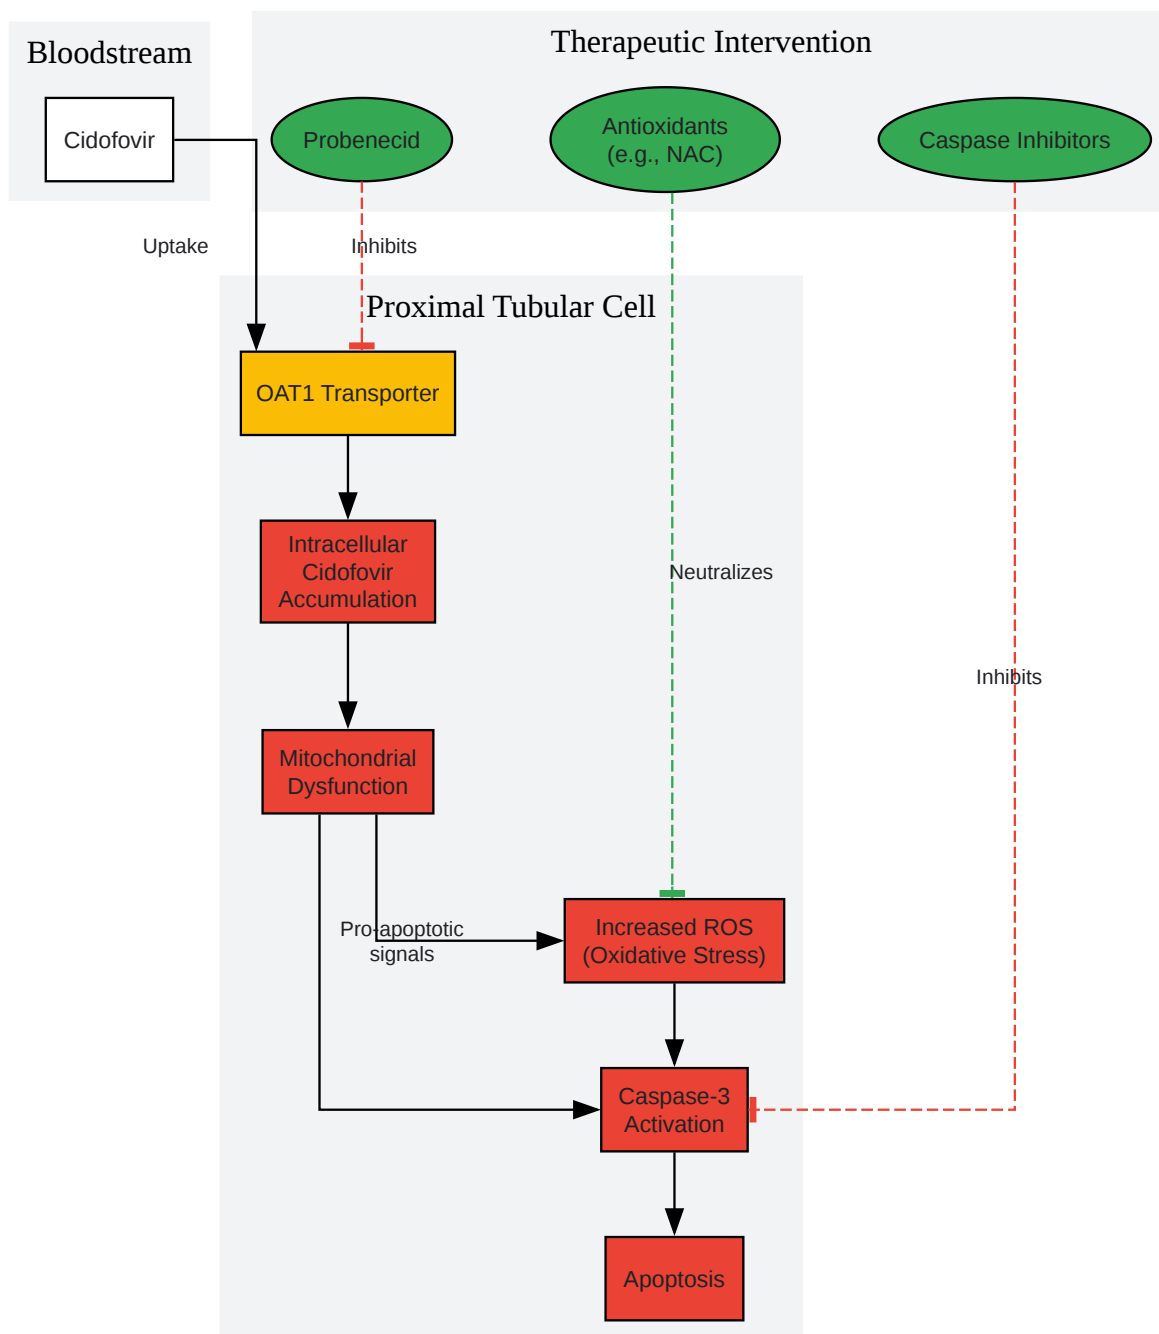 Bloodstream
Therapeutic Intervention
Cidofovir
Probenecid
Antioxidants
(e.g., NAC)
Caspase Inhibitors
Uptake
Inhibits
Proximal Tubular Cell
OAT1 Transporter
Intracellular
Cidofovir
Accumulation
Neutralizes
Inhibits
Mitochondrial
Dysfunction
Pro-apoptotic
signals
Increased ROS
(Oxidative Stress)
Caspase-3
Activation
Apoptosis